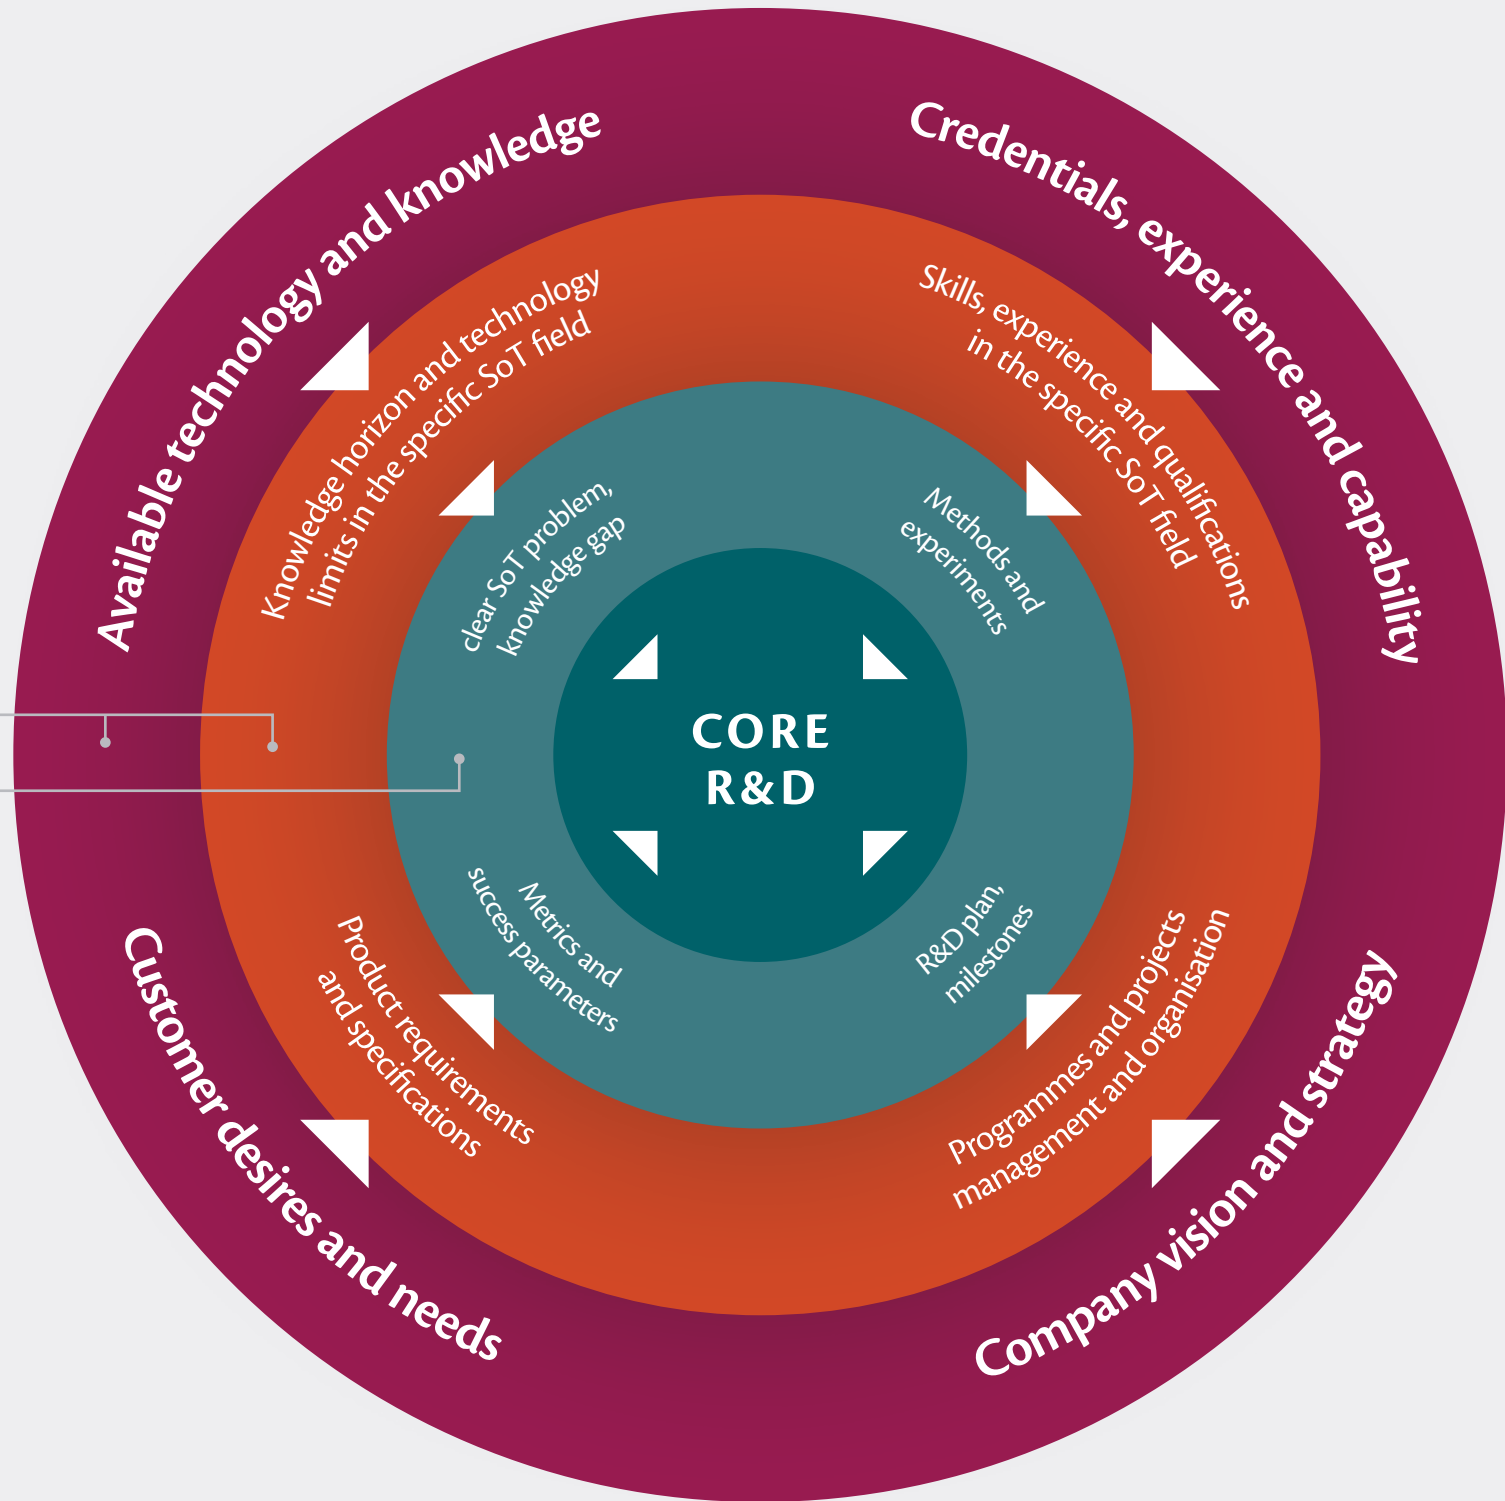 Available technology and knowledge
Credentials, experience and capability
Knowledge horizon and technology
limits in the specific SoT field
Skills, experience and qualifications
in the specific SoT field
clear SoT problem,
knowledge gap
Methods and
experiments
CORE
R&D
Metrics and
success parameters
R&D plan,
milestones
Product requirements
and specifications
Programmes and projects
management and organisation
Customer desires and needs
Company vision and strategy